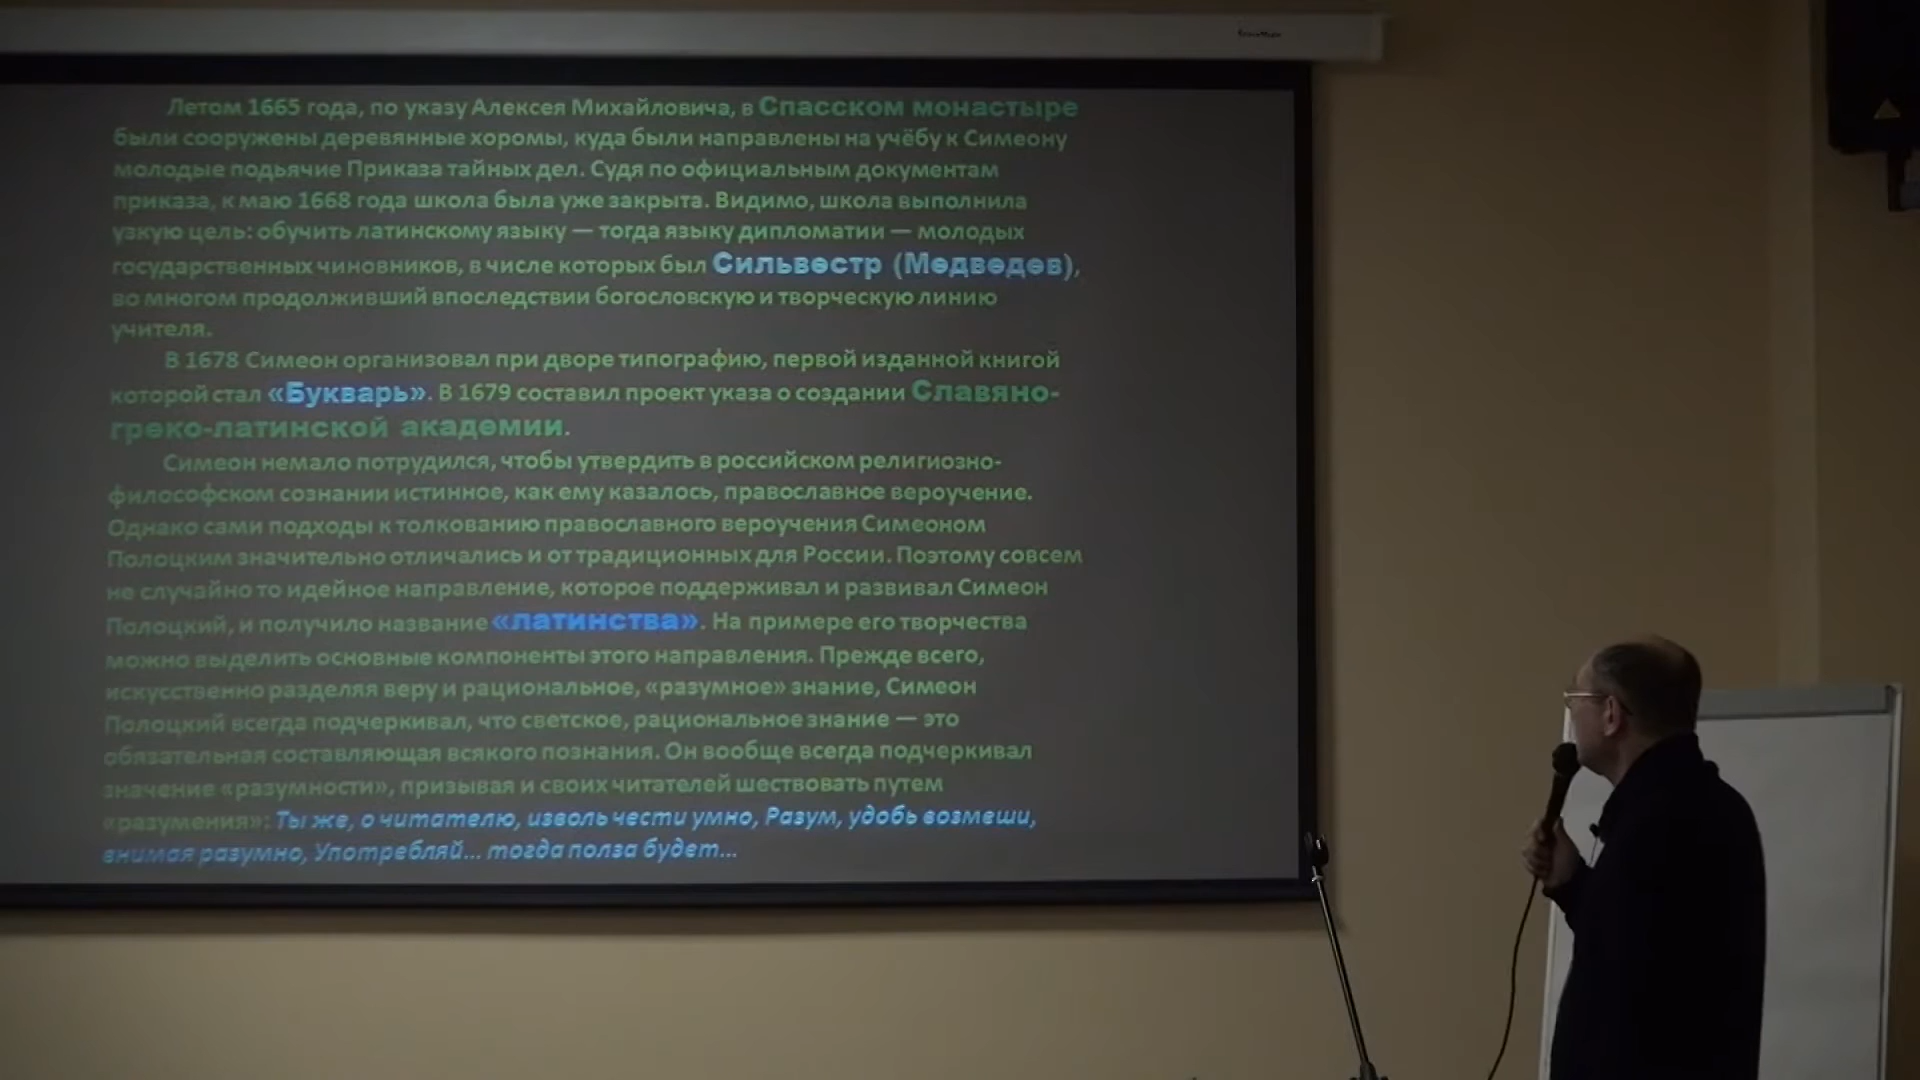 Летом 1665 года, по указу Алексея Михайловича, в Спасском монастыре
были сооружены деревянные хоромы, куда были направлены на учёбу к Симеону
молодые подьячие Приказа тайных дел. Судя по официальным документам
приказа, к маю 1668 года школа была уже закрыта. Видимо, школа выполнила
узкую цель: обучить латинскому языку — тогда языку дипломатии — молодых
государственных чиновников, в числе которых был Сильвестр (Медведев),
во многом продолживший впоследствии богословскую и творческую линию
учителя.
В 1678 Симеон организовал при дворе типографию, первой изданной книгой
которой стал «Букварь». В 1679 составил проект указа о создании Славяно-
греко-латинской академии.
Симеон немало потрудился, чтобы утвердить в российском религиозно-
философском сознании истинное, как ему казалось, православное вероучение.
Однако сами подходы к толкованию православного вероучения Симеоном
Полоцким значительно отличались и от традиционных для России. Поэтому совсем
не случайно то идейное направление, которое поддерживал и развивал Симеон
Полоцкий, и получило название «латинства». На примере его творчества
можно выделить основные компоненты этого направления. Прежде всего,
искусственно разделяя веру и рациональное, «разумное» знание, Симеон
Полоцкий всегда подчеркивал, что светское, рациональное знание — это
обязательная составляющая всякого познания. Он вообще всегда подчеркивал
значение «разумности», призывая и своих читателей шествовать путем
«разумения»: Ты же, о читателю, изволь чести умно, Разум, удобь возмеши,
внимая разумно, Употребляй... тогда полза будет...